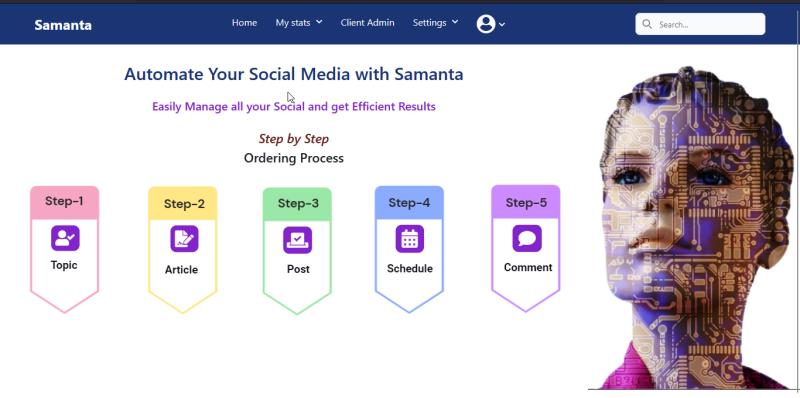 Samanta
Home My stats Client Admin Settings
Search...
Automate Your Social Media with Samanta
Easily Manage all your Social and get Efficient Results
Step by Step
Ordering Process
Step-1
Topic
Step-2
Article
Step-3
Post
Step-4
Schedule
Step-5
Comment